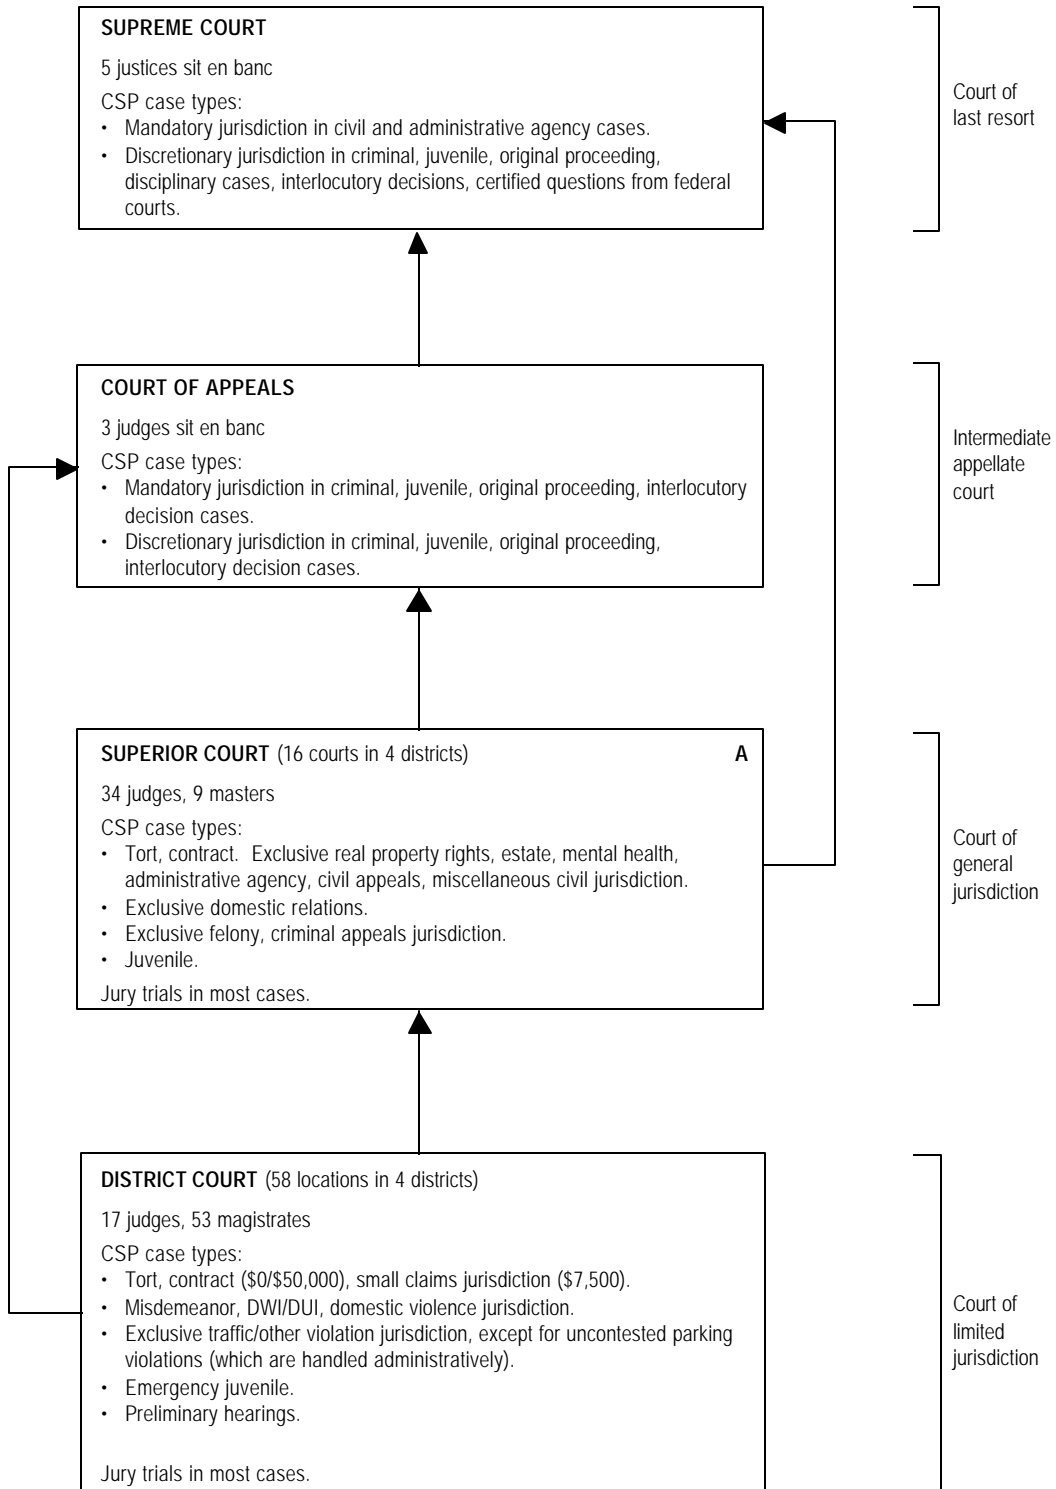 SUPREME COURT
5 justices sit en banc
CSP case types:
• Mandatory jurisdiction in civil and administrative agency cases.
• Discretionary jurisdiction in criminal, juvenile, original proceeding,
disciplinary cases, interlocutory decisions, certified questions from federal
courts.
Court of
last resort
COURT OF APPEALS
3 judges sit en banc
CSP case types:
• Mandatory jurisdiction in criminal, juvenile, original proceeding, interlocutory
decision cases.
• Discretionary jurisdiction in criminal, juvenile, original proceeding,
interlocutory decision cases.
Intermediate
appellate
court
SUPERIOR COURT (16 courts in 4 districts) A
34 judges, 9 masters
CSP case types:
• Tort, contract. Exclusive real property rights, estate, mental health,
administrative agency, civil appeals, miscellaneous civil jurisdiction.
• Exclusive domestic relations.
• Exclusive felony, criminal appeals jurisdiction.
• Juvenile.
Jury trials in most cases.
Court of
general
jurisdiction
DISTRICT COURT (58 locations in 4 districts)
17 judges, 53 magistrates
CSP case types:
• Tort, contract ($0/$50,000), small claims jurisdiction ($7,500).
• Misdemeanor, DWI/DUI, domestic violence jurisdiction.
• Exclusive traffic/other violation jurisdiction, except for uncontested parking
violations (which are handled administratively).
• Emergency juvenile.
• Preliminary hearings.
Jury trials in most cases.
Court of
limited
jurisdiction